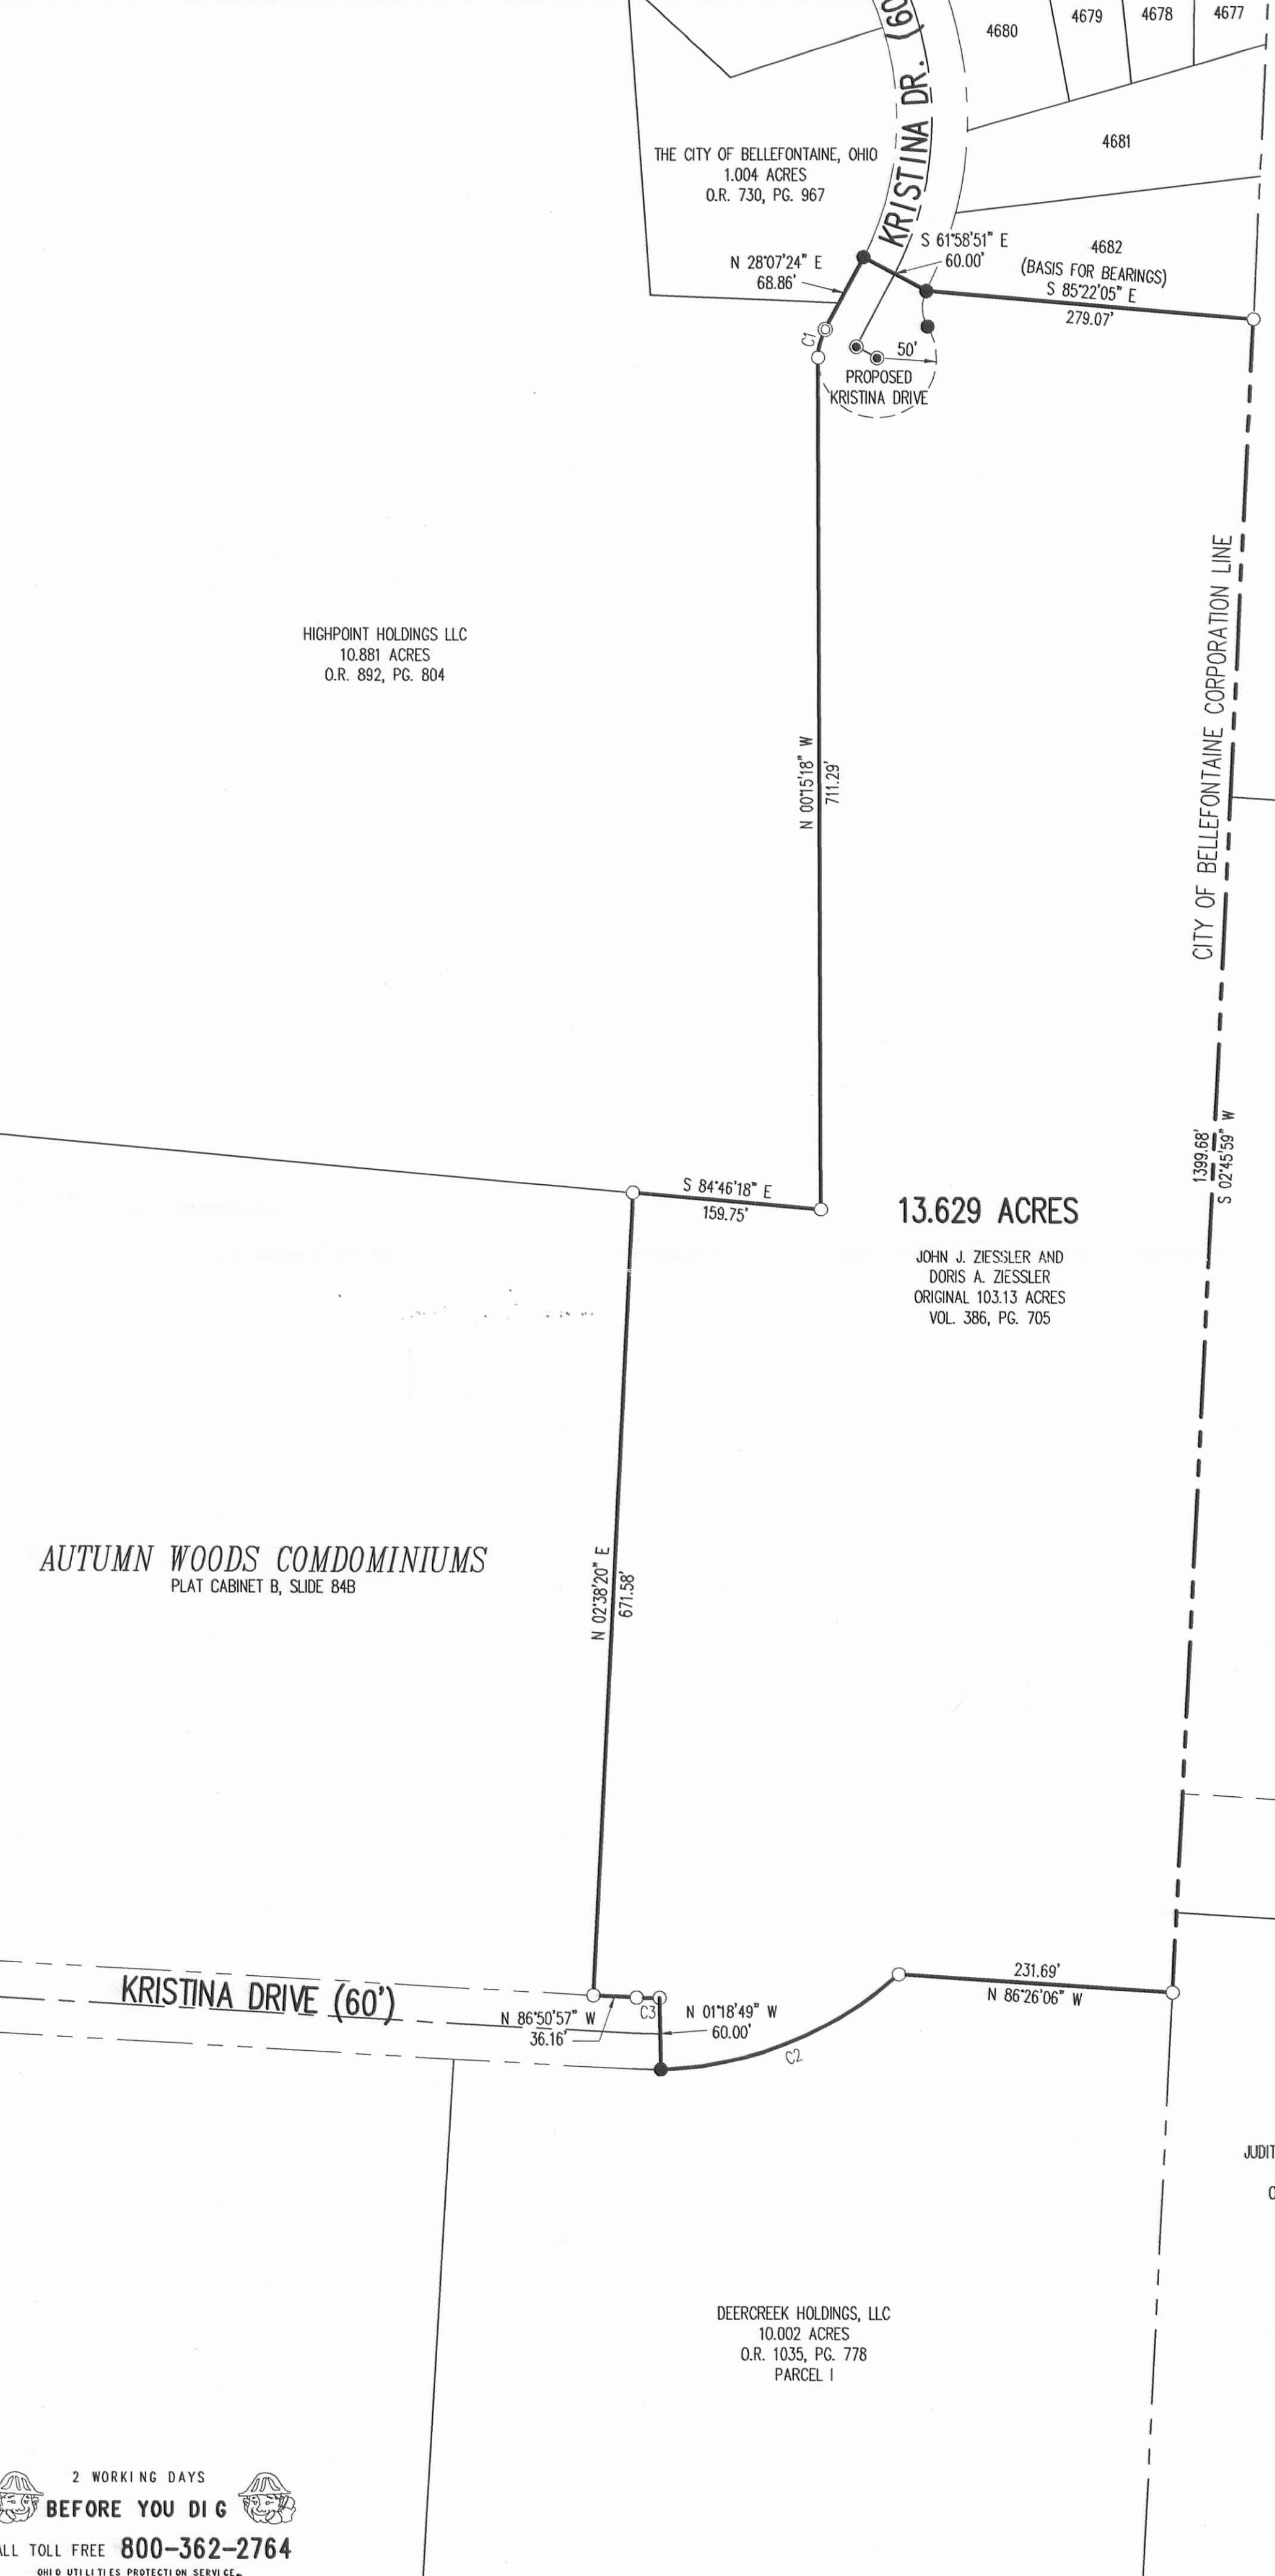 4680
4679
4678
4677
4681
KRISTINA DR. (60
THE CITY OF BELLEFONTAINE, OHIO
1.004 ACRES
O.R. 730, PG. 967
S 61°58'51" E
60.00'
4682
(BASIS FOR BEARINGS)
S 85°22'05" E
279.07'
N 28°07'24" E
68.86'
C1
50'
PROPOSED
KRISTINA DRIVE
CITY OF BELLEFONTAINE CORPORATION LINE
HIGHPOINT HOLDINGS LLC
10.881 ACRES
O.R. 892, PG. 804
N 00°15'18" W
711.29'
1399.68'
S 02°45'59" W
S 84°46'18" E
159.75'
13.629 ACRES
JOHN J. ZIESSLER AND
DORIS A. ZIESSLER
ORIGINAL 103.13 ACRES
VOL. 386, PG. 705
AUTUMN WOODS COMDOMINIUMS
PLAT CABINET B, SLIDE 84B
N 02°38'20" E
671.58'
KRISTINA DRIVE (60')
N 86°50'57" W
36.16'
C3
N 01°18'49" W
60.00'
C2
231.69'
N 86°26'06" W
JUDIT
DEERCREEK HOLDINGS, LLC
10.002 ACRES
O.R. 1035, PG. 778
PARCEL I
2 WORKING DAYS
BEFORE YOU DIG
ALL TOLL FREE 800-362-2764
OHIO UTILITIES PROTECTION SERVICE